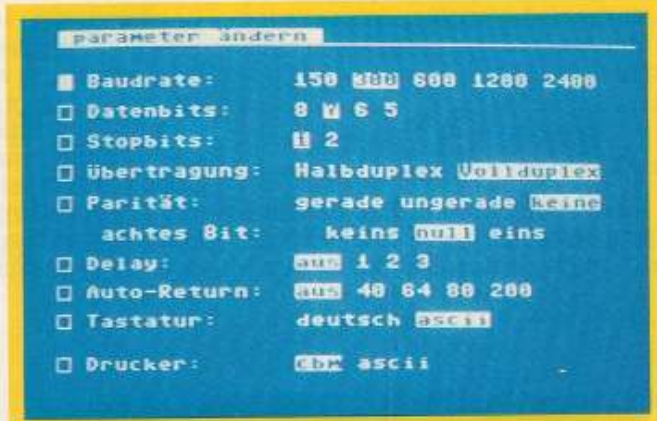 parameter ändern
Baudrate: 150 300 600 1200 2400
Datenbits: 8 7 6 5
Stopbits: 1 2
Übertragung: Halbduplex Vollduplex
Parität: gerade ungerade keine
achtes Bit: keins null eins
Delay: aus 1 2 3
Auto-Return: aus 40 64 80 200
Tastatur: deutsch ascii
Drucker: cbm ascii